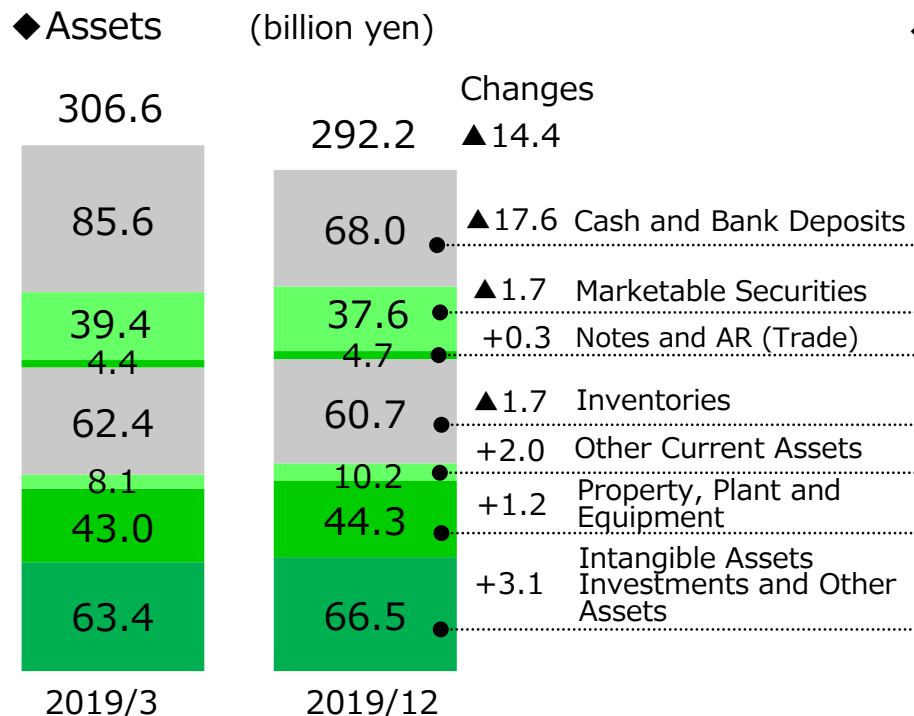 ◆Assets (billion yen)
Changes
306.6
292.2 ▲14.4
85.6 68.0 ▲17.6 Cash and Bank Deposits
39.4 37.6 ▲1.7 Marketable Securities
4.4 4.7 +0.3 Notes and AR (Trade)
62.4 60.7 ▲1.7 Inventories
8.1 10.2 +2.0 Other Current Assets
43.0 44.3 +1.2 Property, Plant and
Equipment
63.4 66.5 +3.1 Intangible Assets
Investments and Other
Assets
2019/3 2019/12